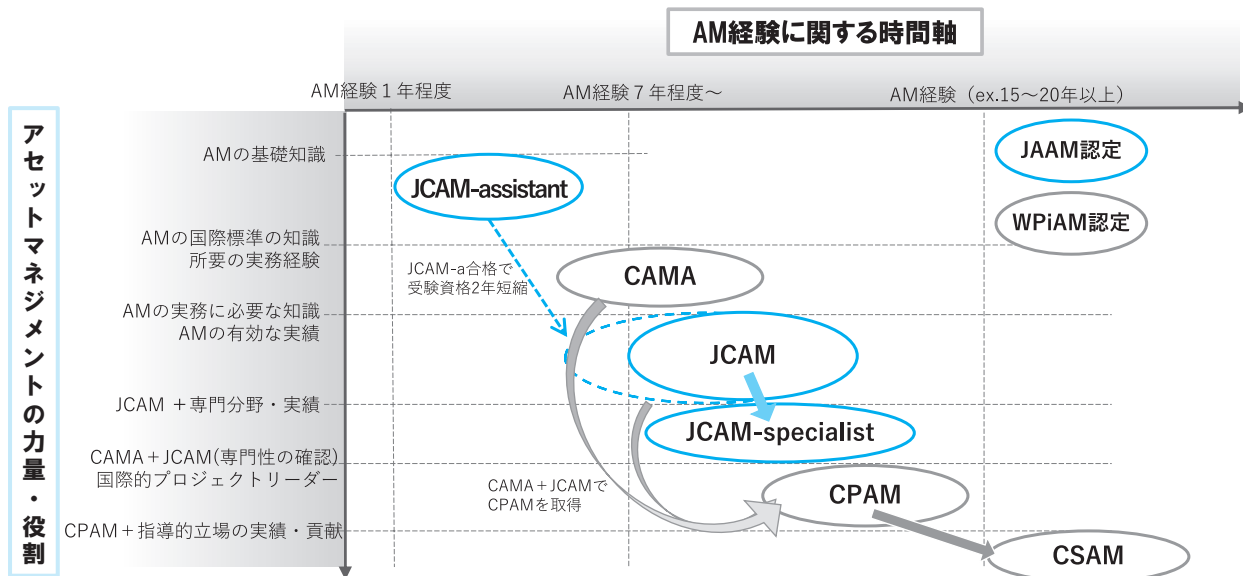 AM経験に関する時間軸
AM経験１年程度
AM経験７年程度～
AM経験（ex.15～20年以上）
アセットマネジメントの力量・役割
AMの基礎知識
JCAM-assistant
JAAM認定
WPiAM認定
AMの国際標準の知識
所要の実務経験
JCAM-a合格で
受験資格2年短縮
CAMA
AMの実務に必要な知識
AMの有効な実績
JCAM
JCAM ＋専門分野・実績
JCAM-specialist
CAMA＋JCAM(専門性の確認)
国際的プロジェクトリーダー
CAMA＋JCAMで
CPAMを取得
CPAM
CPAM＋指導的立場の実績・貢献
CSAM